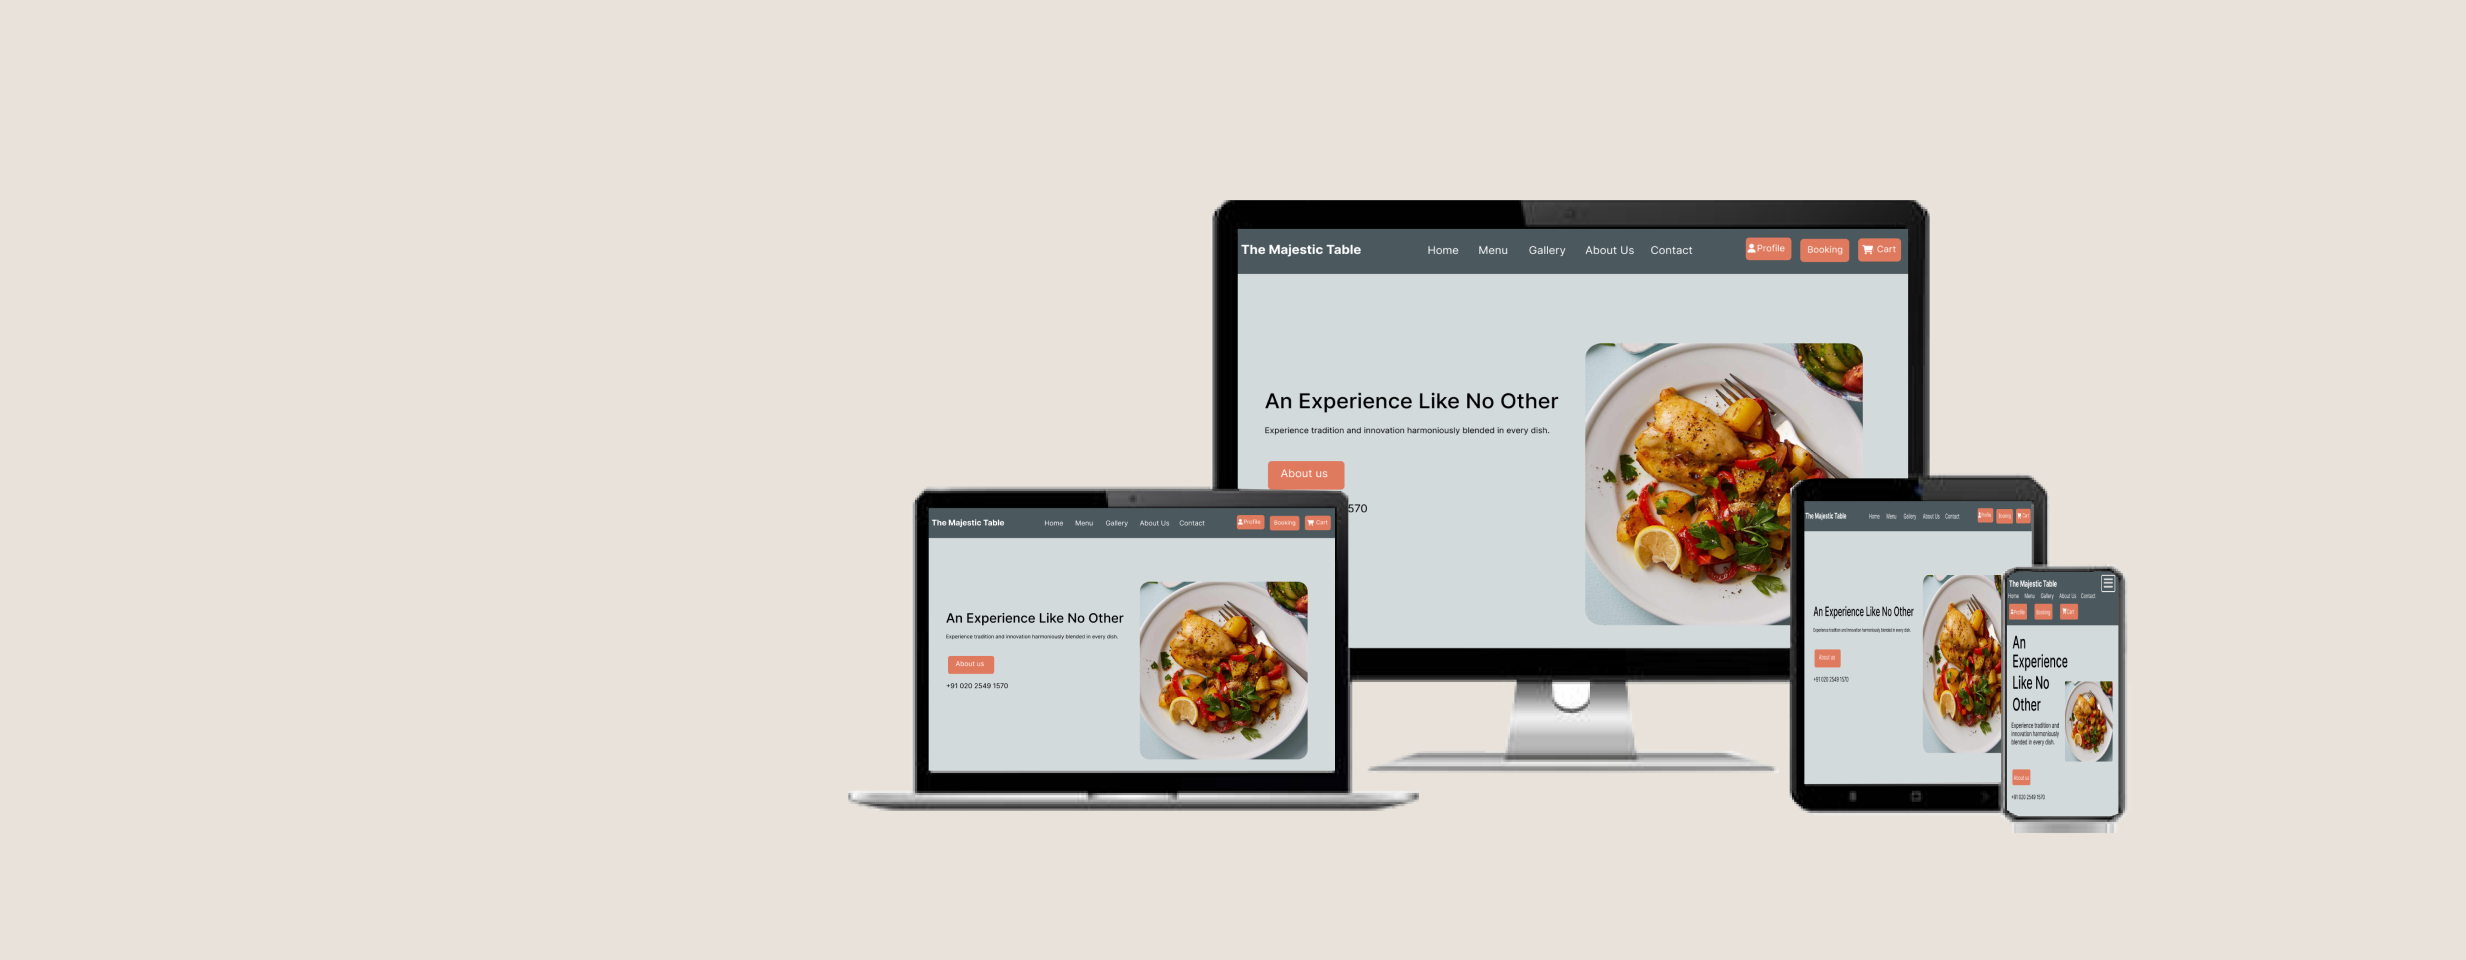 The Majestic Table Home Menu Gallery About Us Contact Profile Booking Cart
An Experience Like No Other
Experience tradition and innovation harmoniously blended in every dish.
About us
570
The Majestic Table Home Menu Gallery About Us Contact Profile Booking Cart
An Experience Like No Other
Experience tradition and innovation harmoniously blended in every dish.
About us
+91 020 2549 1570
The Majestic Table Home Menu Gallery About Us Contact Profile Booking Cart
An Experience Like No Other
Experience tradition and innovation harmoniously blended in every dish.
About us
+91 020 2549 1570
The Majestic Table
Home Menu Gallery About Us Contact
Profile Booking Cart
An
Experience
Like No
Other
Experience tradition and
innovation harmoniously
blended in every dish.
About us
+91 020 2549 1570